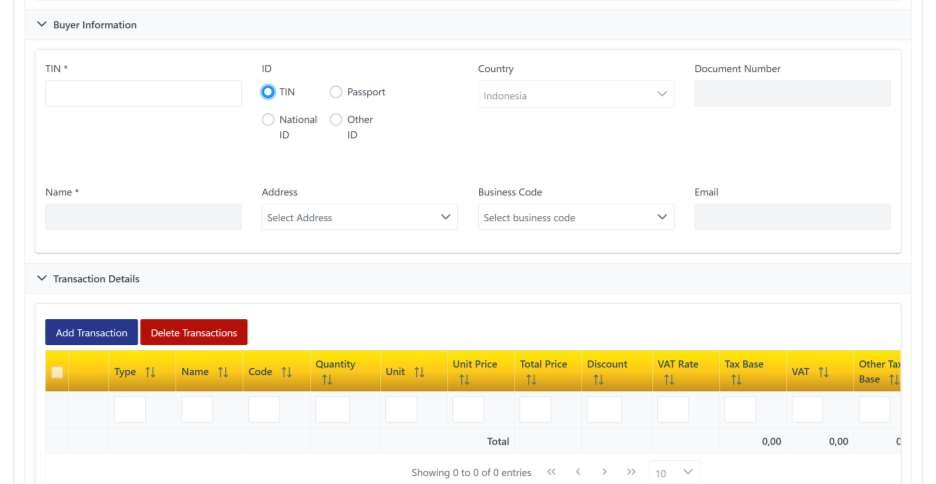 Buyer Information
TIN *
ID
Country
Document Number
TIN
Passport
Indonesia
National ID
Other ID
Name *
Address
Business Code
Email
Select Address
Select business code
Transaction Details
Add Transaction
Delete Transactions
Type
Name
Code
Quantity
Unit
Unit Price
Total Price
Discount
VAT Rate
Tax Base
VAT
Other Tax Base
Total
0,00
0,00
0
Showing 0 to 0 of 0 entries
10